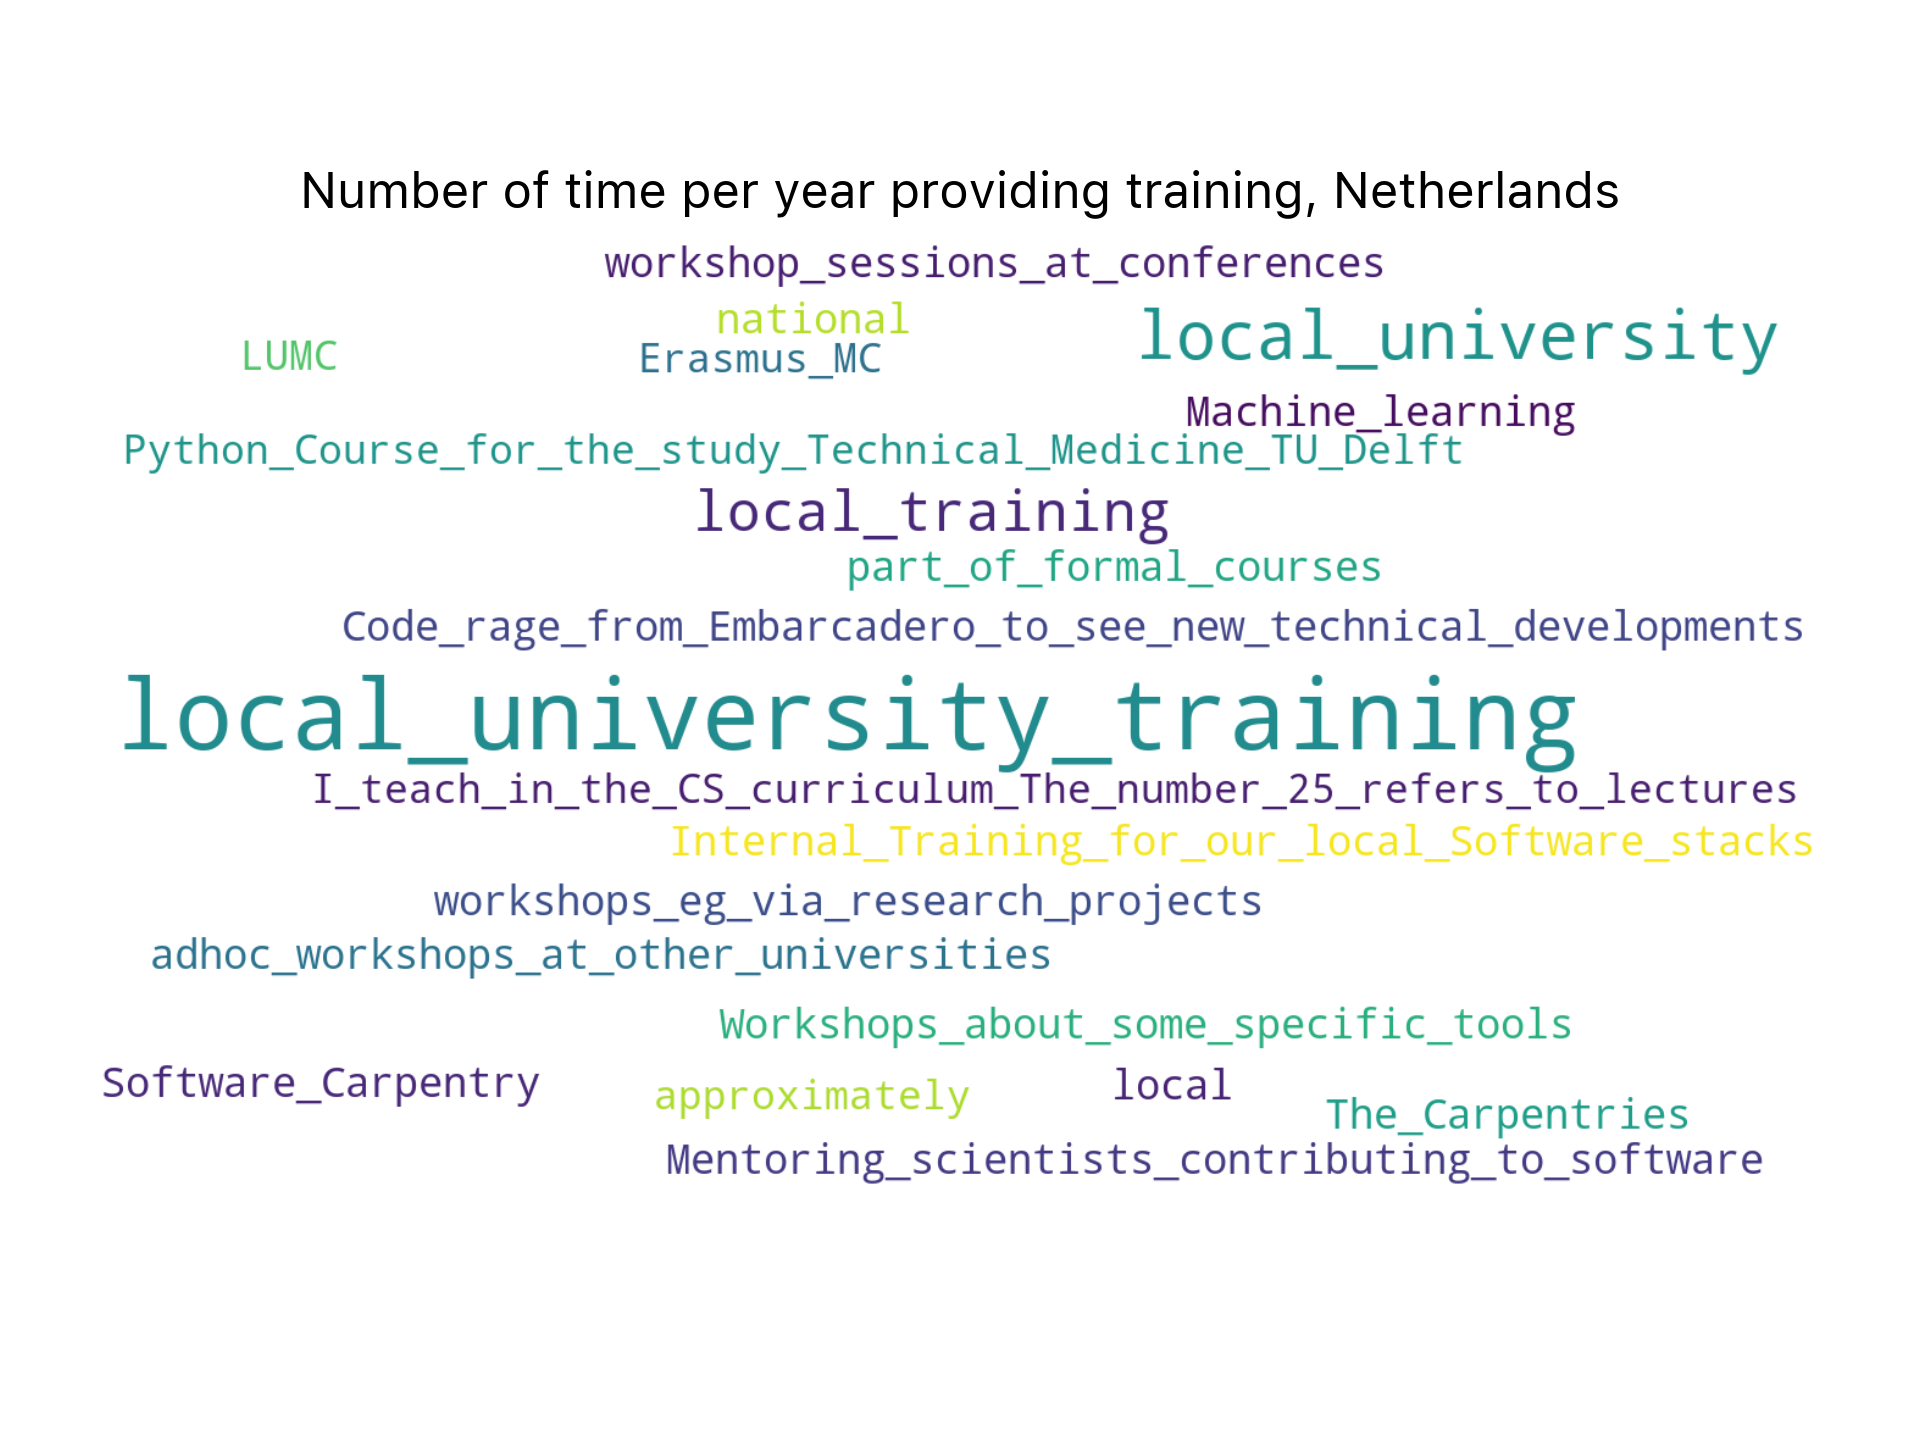 Number of time per year providing training, Netherlands
workshop_sessions_at_conferences
national
local_university
LUMC
Erasmus_MC
Machine_learning
Python_Course_for_the_study_Technical_Medicine_TU_Delft
local_training
part_of_formal_courses
Code_rage_from_Embarcadero_to_see_new_technical_developments
local_university_training
I_teach_in_the_CS_curriculum_The_number_25_refers_to_lectures
Internal_Training_for_our_local_Software_stacks
workshops_eg_via_research_projects
adhoc_workshops_at_other_universities
Workshops_about_some_specific_tools
Software_Carpentry
approximately
local
The_Carpentries
Mentoring_scientists_contributing_to_software